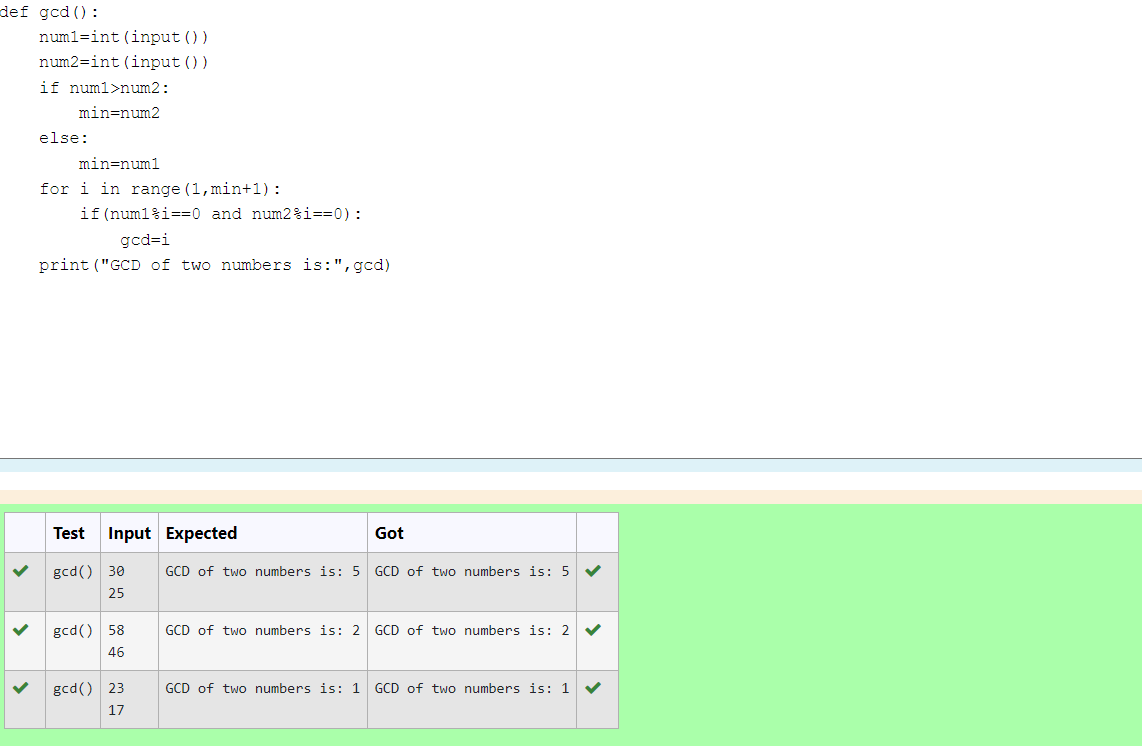 def gcd():
    num1=int(input())
    num2=int(input())
    if num1>num2:
        min=num2
    else:
        min=num1
    for i in range(1,min+1):
        if(num1%i==0 and num2%i==0):
            gcd=i
    print("GCD of two numbers is:",gcd)
Test Input Expected Got
gcd() 30 GCD of two numbers is: 5 GCD of two numbers is: 5
25
gcd() 58 GCD of two numbers is: 2 GCD of two numbers is: 2
46
gcd() 23 GCD of two numbers is: 1 GCD of two numbers is: 1
17